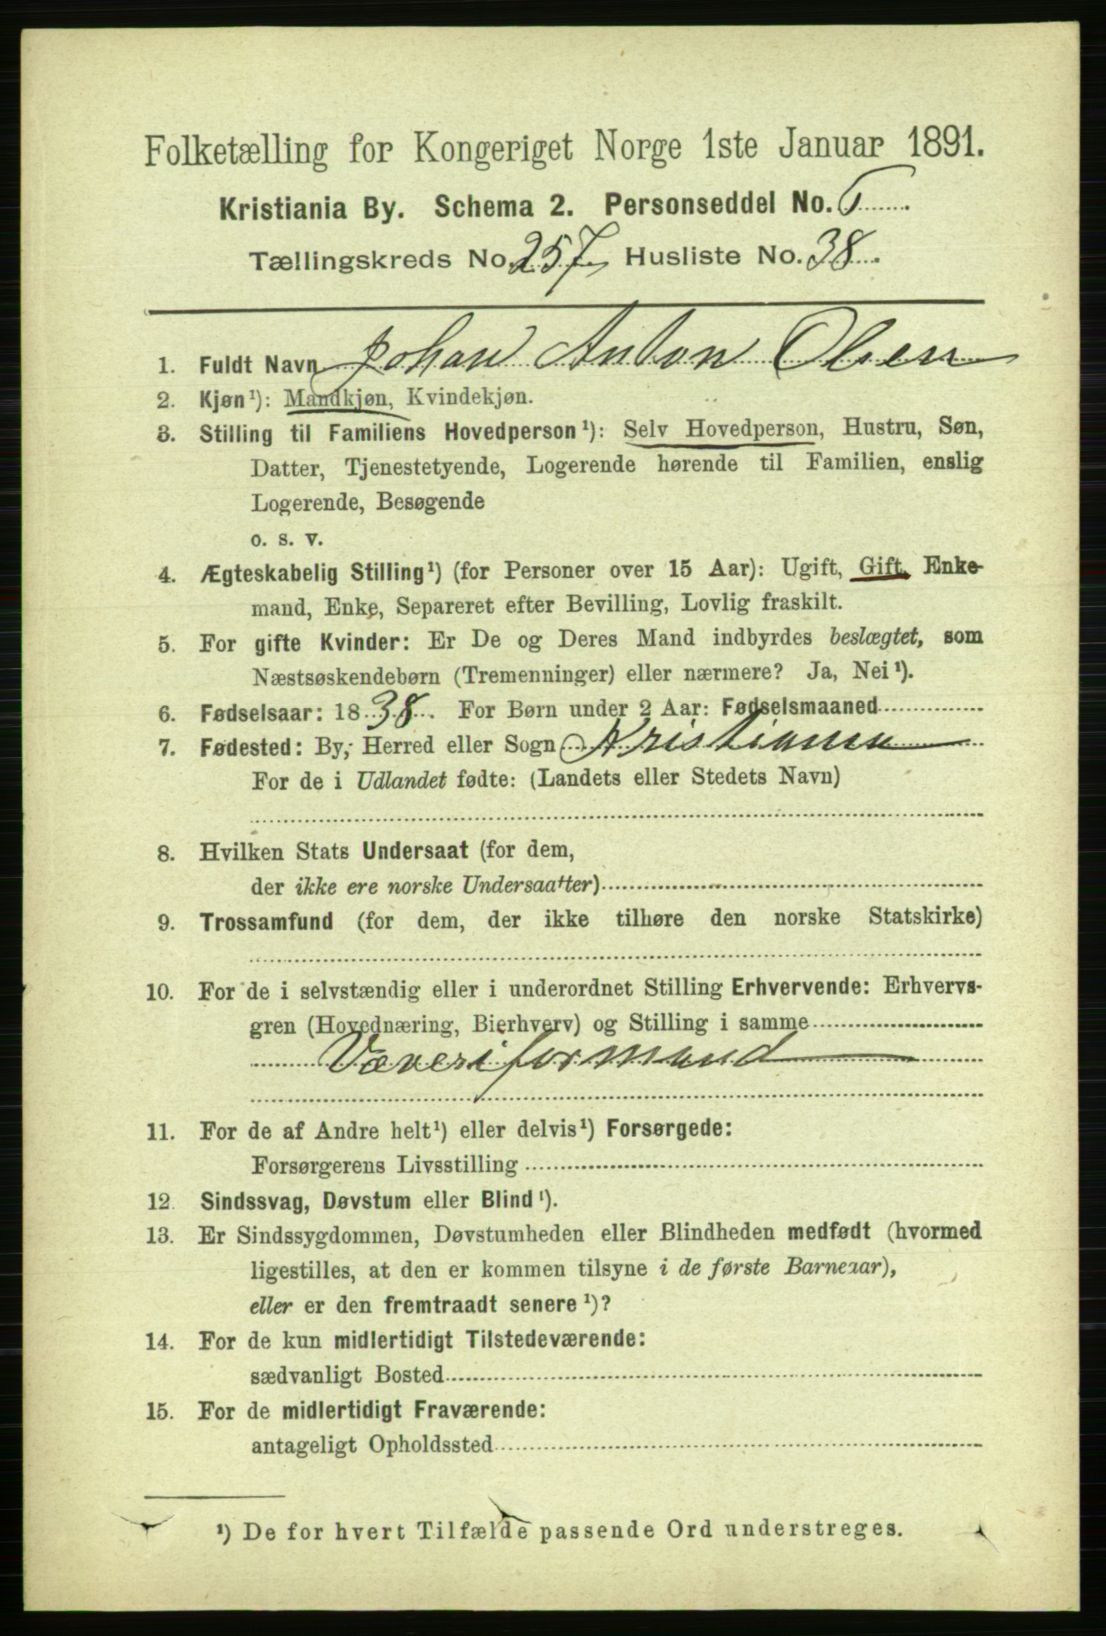 Folketælling for Kongeriget Norge 1ste Januar 1891.
Kristiania By. Schema 2. Personseddel No.
Tællingskreds No. 257 Husliste No. 38.
1. Fuldt Navn Johan Anton Olsen
2. Kjøn¹): Mandkjøn, Kvindekjøn.
3. Stilling til Familiens Hovedperson¹): Selv Hovedperson, Hustru, Søn,
Datter, Tjenestetyende, Logerende hørende til Familien, enslig
Logerende, Besøgende
o. s. v.
4. Ægteskabelig Stilling¹) (for Personer over 15 Aar): Ugift, Gift, Enke-
mand, Enke, Separeret efter Bevilling, Lovlig fraskilt.
5. For gifte Kvinder: Er De og Deres Mand indbyrdes beslægtet, som
Næstsøskendebørn (Tremenninger) eller nærmere? Ja, Nei¹).
6. Fødselsaar: 1838. For Børn under 2 Aar: Fødselsmaaned
7. Fødested: By, Herred eller Sogn Kristiania
For de i Udlandet fødte: (Landets eller Stedets Navn)
8. Hvilken Stats Undersaat (for dem,
der ikke ere norske Undersaatter)
9. Trossamfund (for dem, der ikke tilhøre den norske Statskirke)
10. For de i selvstændig eller i underordnet Stilling Erhvervende: Erhvervs-
gren (Hovednæring, Bierhverv) og Stilling i samme
Væveriformand
11. For de af Andre helt¹) eller delvis¹) Forsørgede:
Forsørgerens Livsstilling
12. Sindssvag, Døvstum eller Blind¹).
13. Er Sindssygdommen, Døvstumheden eller Blindheden medfødt (hvormed
ligestilles, at den er kommen tilsyne i de første Barneaar),
eller er den fremtraadt senere¹)?
14. For de kun midlertidigt Tilstedeværende:
sædvanligt Bosted
15. For de midlertidigt Fraværende:
antageligt Opholdssted
¹) De for hvert Tilfælde passende Ord understreges.